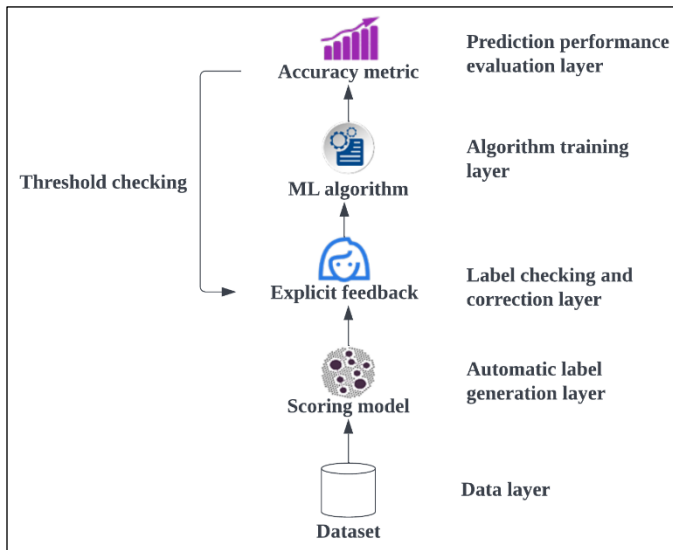 Accuracy metric
Prediction performance
evaluation layer
Threshold checking
ML algorithm
Algorithm training
layer
Explicit feedback
Label checking and
correction layer
Scoring model
Automatic label
generation layer
Dataset
Data layer